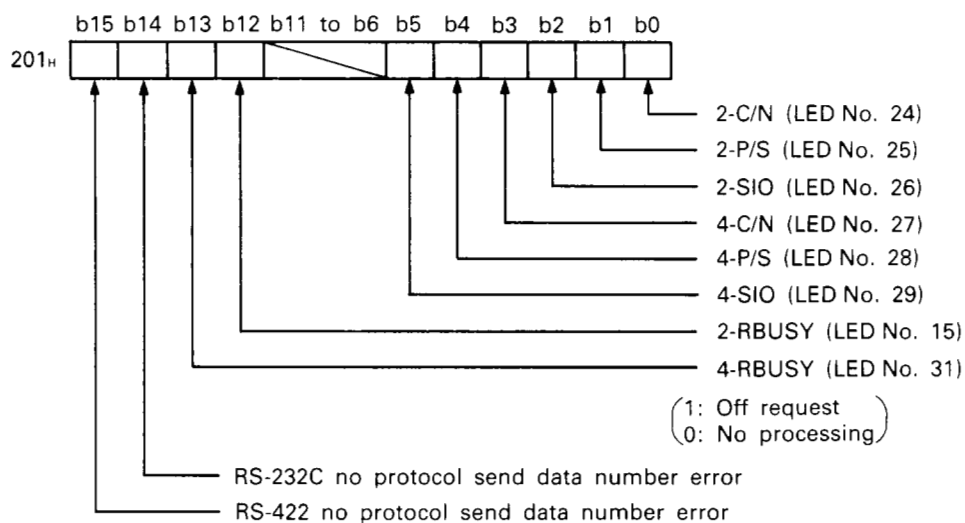 b15 b14 b13 b12 b11 to b6 b5 b4 b3 b2 b1 b0
201H
2-C/N (LED No. 24)
2-P/S (LED No. 25)
2-SIO (LED No. 26)
4-C/N (LED No. 27)
4-P/S (LED No. 28)
4-SIO (LED No. 29)
2-RBUSY (LED No. 15)
4-RBUSY (LED No. 31)
(1: Off request
0: No processing)
RS-232C no protocol send data number error
RS-422 no protocol send data number error